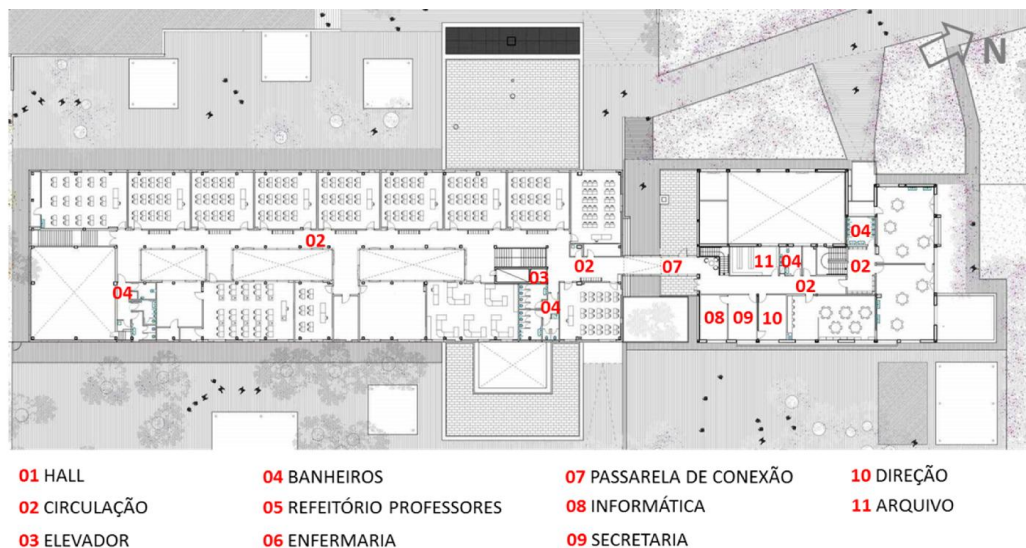 N
02
04
02
03
02
07
11
04
02
04
04
08
09
10
01 HALL
04 BANHEIROS
07 PASSARELA DE CONEXÃO
10 DIREÇÃO
02 CIRCULAÇÃO
05 REFEITÓRIO PROFESSORES
08 INFORMÁTICA
11 ARQUIVO
03 ELEVADOR
06 ENFERMARIA
09 SECRETARIA